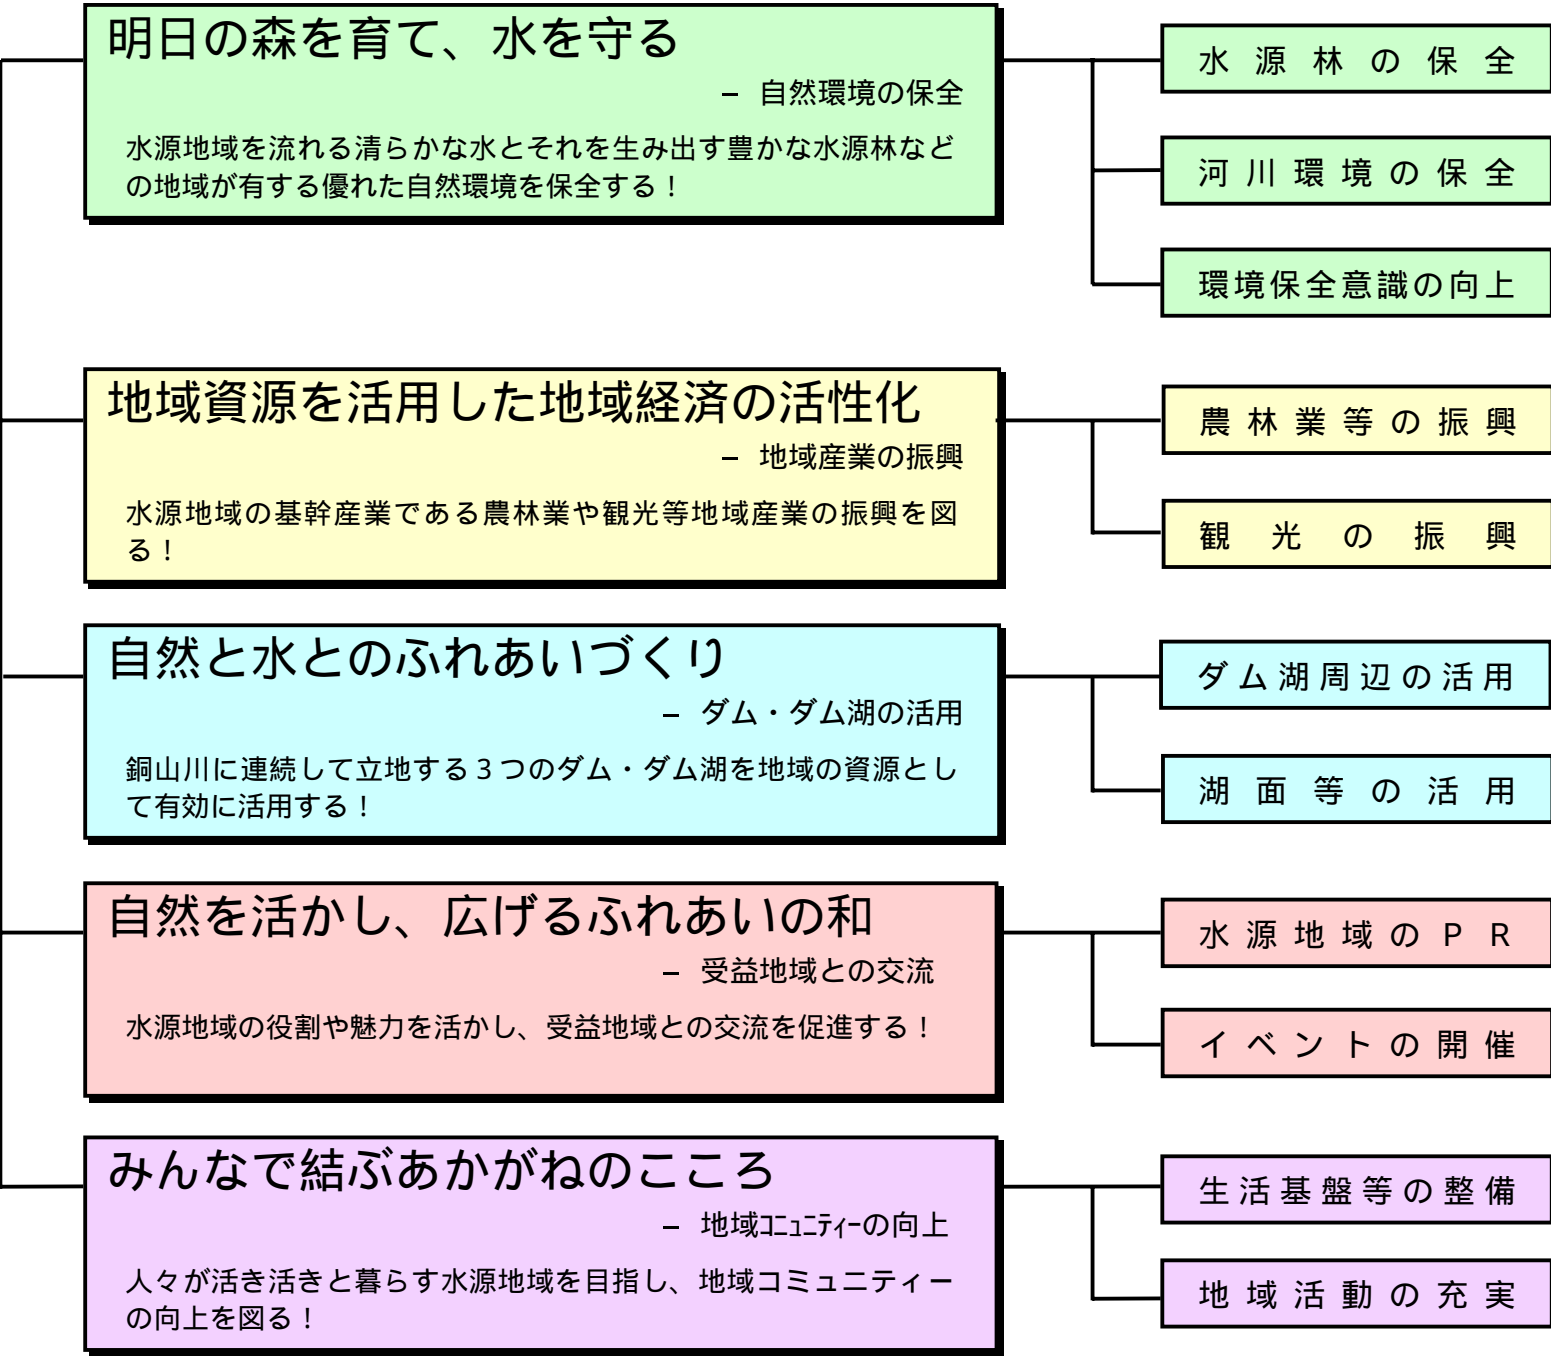 明日の森を育て、水を守る
－ 自然環境の保全
水源地域を流れる清らかな水とそれを生み出す豊かな水源林など
の地域が有する優れた自然環境を保全する！
水源林の保全
河川環境の保全
環境保全意識の向上
地域資源を活用した地域経済の活性化
－ 地域産業の振興
水源地域の基幹産業である農林業や観光等地域産業の振興を図
る！
農林業等の振興
観光の振興
自然と水とのふれあいづくり
－ ダム・ダム湖の活用
銅山川に連続して立地する３つのダム・ダム湖を地域の資源とし
て有効に活用する！
ダム湖周辺の活用
湖面等の活用
自然を活かし、広げるふれあいの和
－ 受益地域との交流
水源地域の役割や魅力を活かし、受益地域との交流を促進する！
水源地域のＰＲ
イベントの開催
みんなで結ぶあかがねのこころ
－ 地域ｺﾆｭﾆﾃｨｰの向上
人々が活き活きと暮らす水源地域を目指し、地域コミュニティー
の向上を図る！
生活基盤等の整備
地域活動の充実